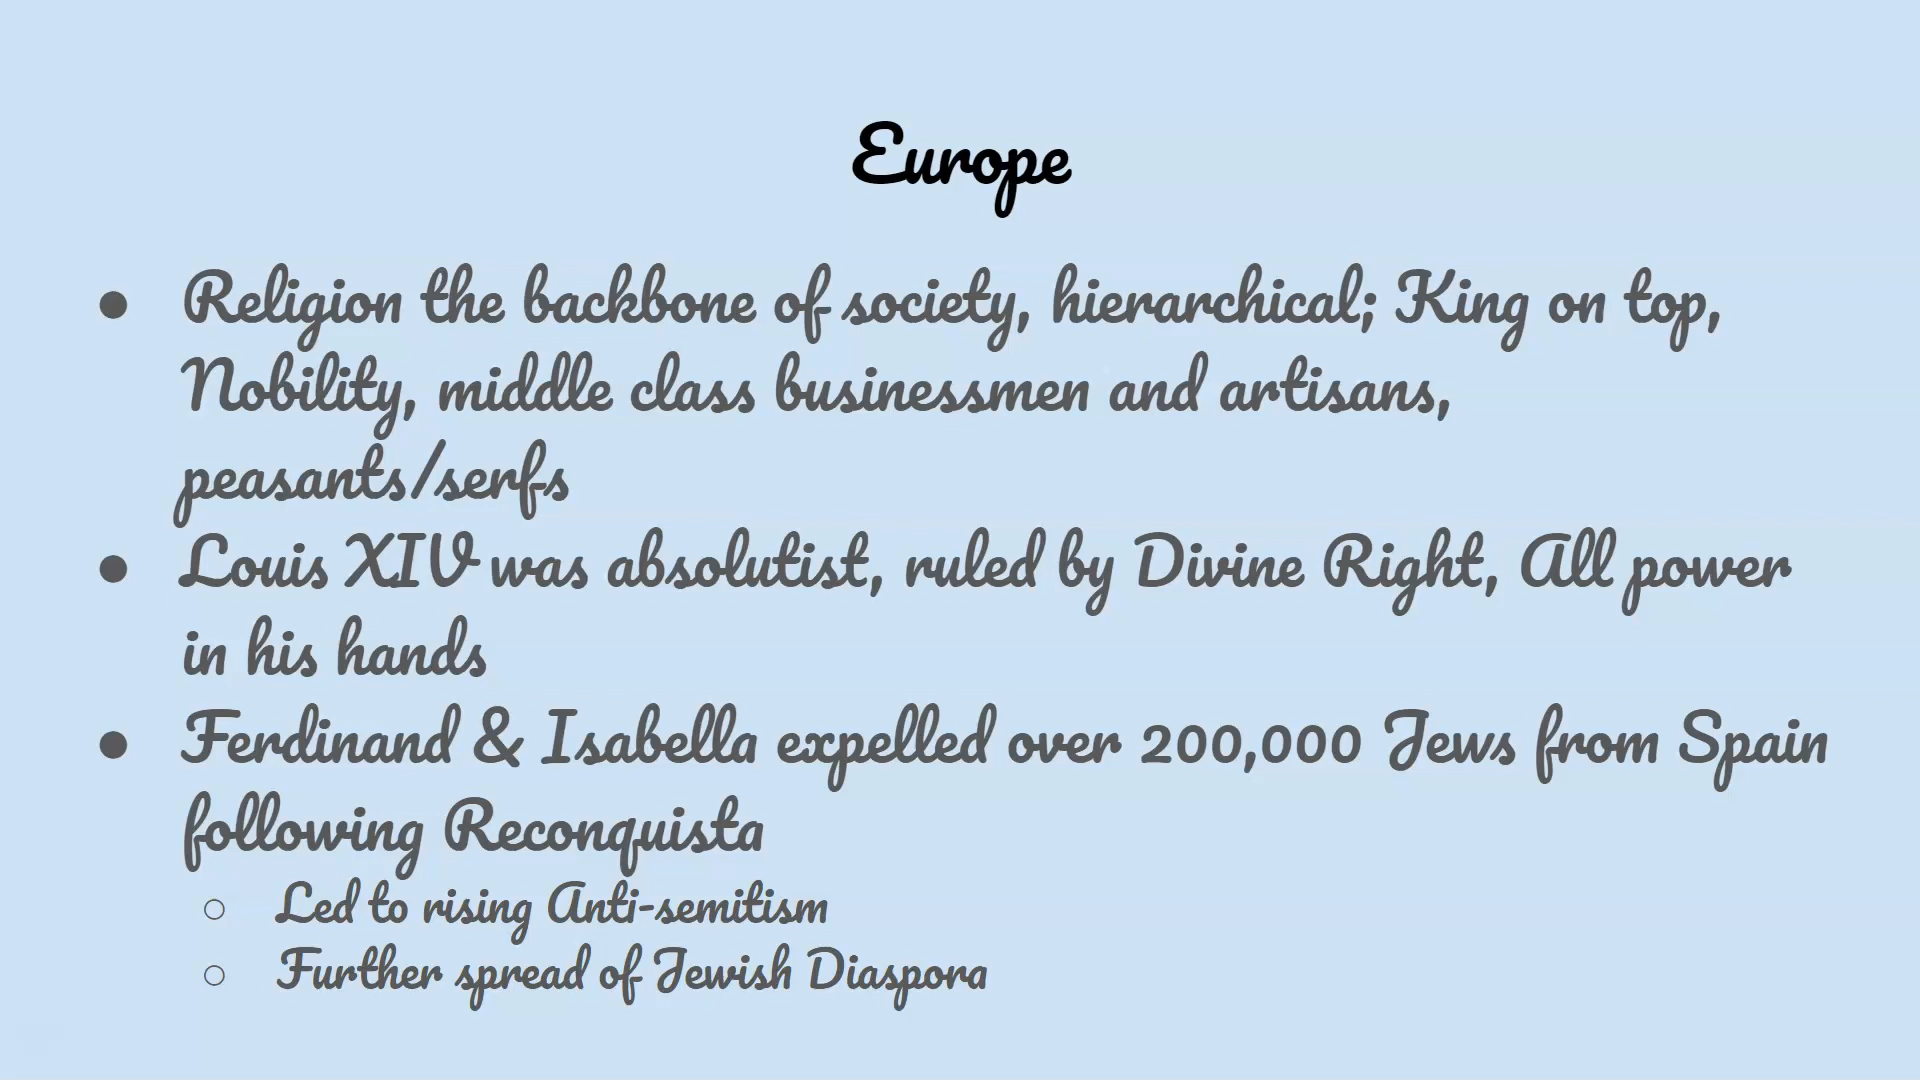 Europe
● Religion the backbone of society, hierarchical; King on top,
Nobility, middle class businessmen and artisans,
peasants/serfs
● Louis XIV was absolutist, ruled by Divine Right, All power
in his hands
● Ferdinand & Isabella expelled over 200,000 Jews from Spain
following Reconquista
○ Led to rising Anti-semitism
○ Further spread of Jewish Diaspora